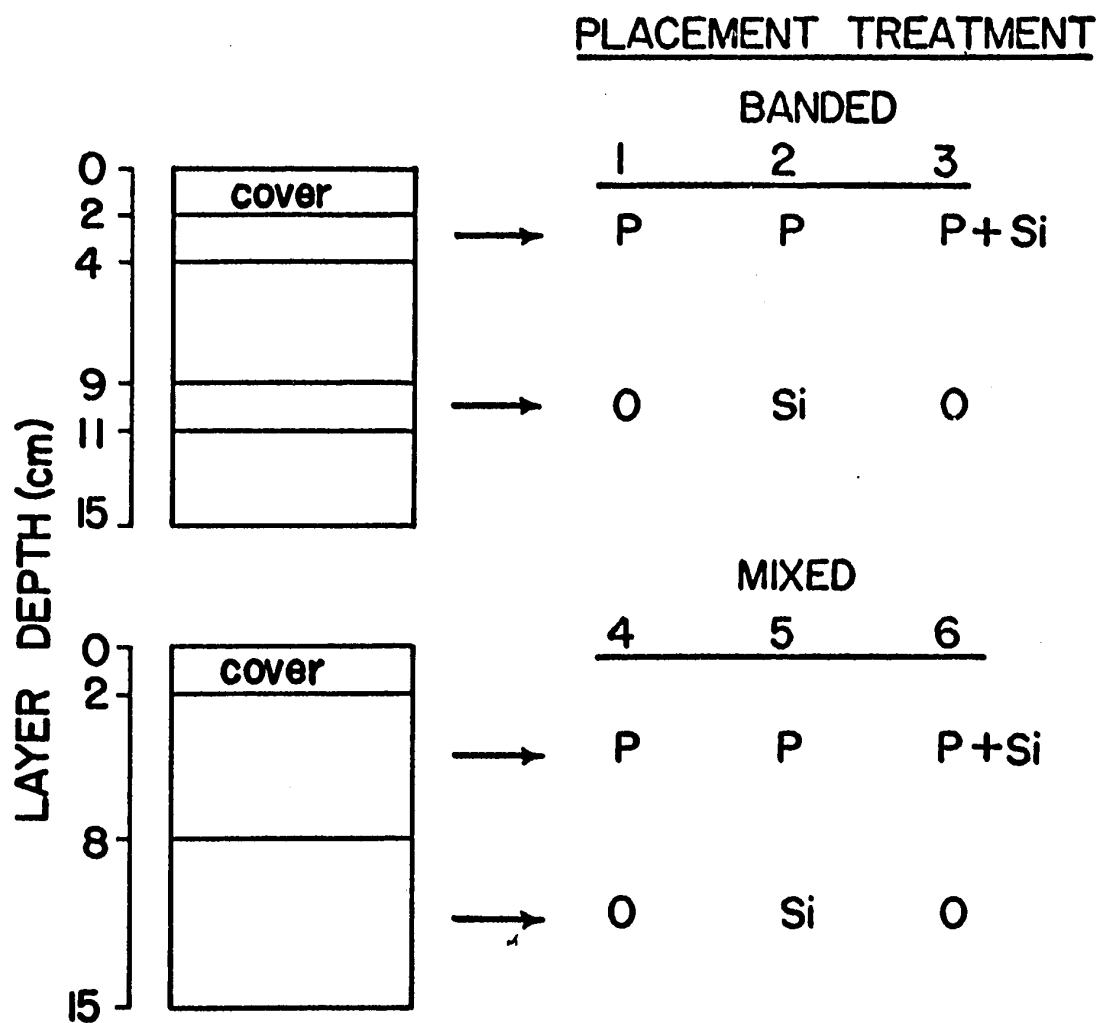 PLACEMENT TREATMENT
BANDED
1 2 3
0
cover
2
P P P+Si
4
9
O Si O
11
15
LAYER DEPTH (cm)
MIXED
4 5 6
0
cover
2
P P P+Si
8
O Si O
15